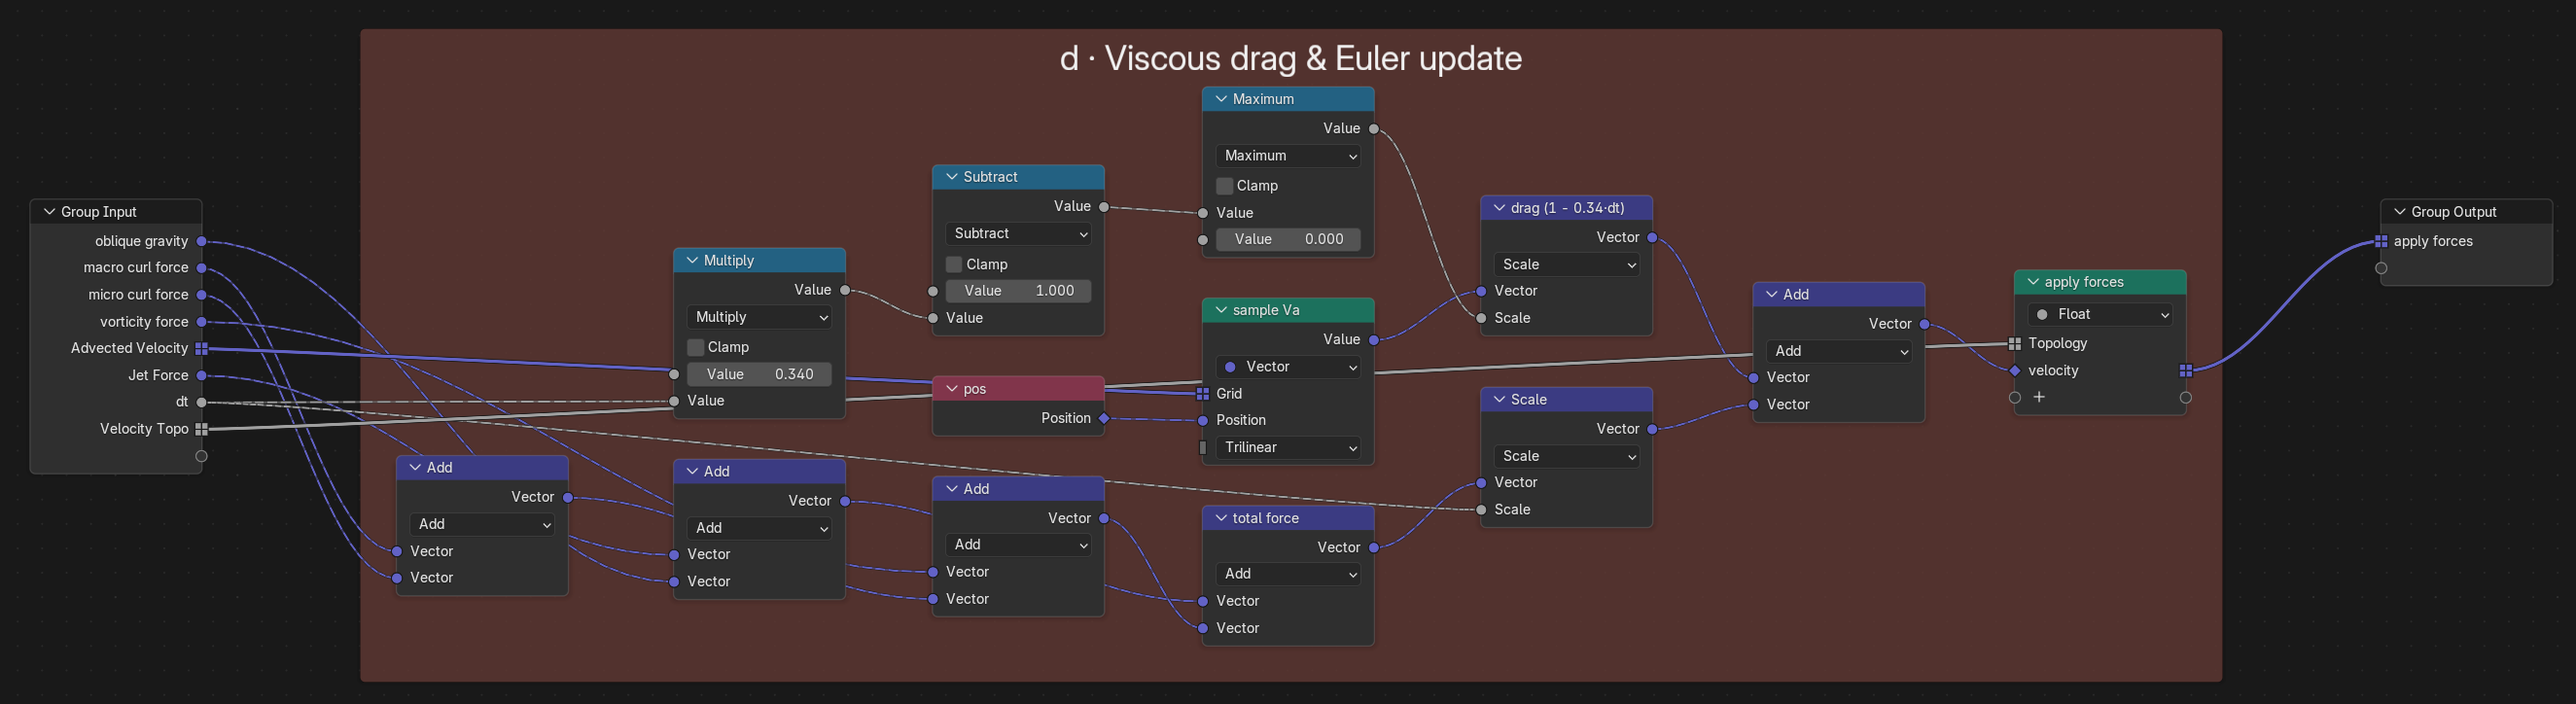 d · Viscous drag & Euler update
Group Input
oblique gravity
macro curl force
micro curl force
vorticity force
Advected Velocity
Jet Force
dt
Velocity Topo
Add
Vector
Add
Vector
Vector
Multiply
Value
Multiply
Clamp
Value 0.340
Value
Add
Vector
Add
Vector
Vector
Subtract
Value
Subtract
Clamp
Value 1.000
Value
pos
Position
Add
Vector
Add
Vector
Vector
Maximum
Value
Maximum
Clamp
Value
Value 0.000
sample Va
Value
Vector
Grid
Position
Trilinear
total force
Vector
Add
Vector
Vector
drag (1 - 0.34·dt)
Vector
Scale
Vector
Scale
Scale
Vector
Scale
Vector
Scale
Add
Vector
Add
Vector
Vector
apply forces
Float
Topology
velocity
+
Group Output
apply forces